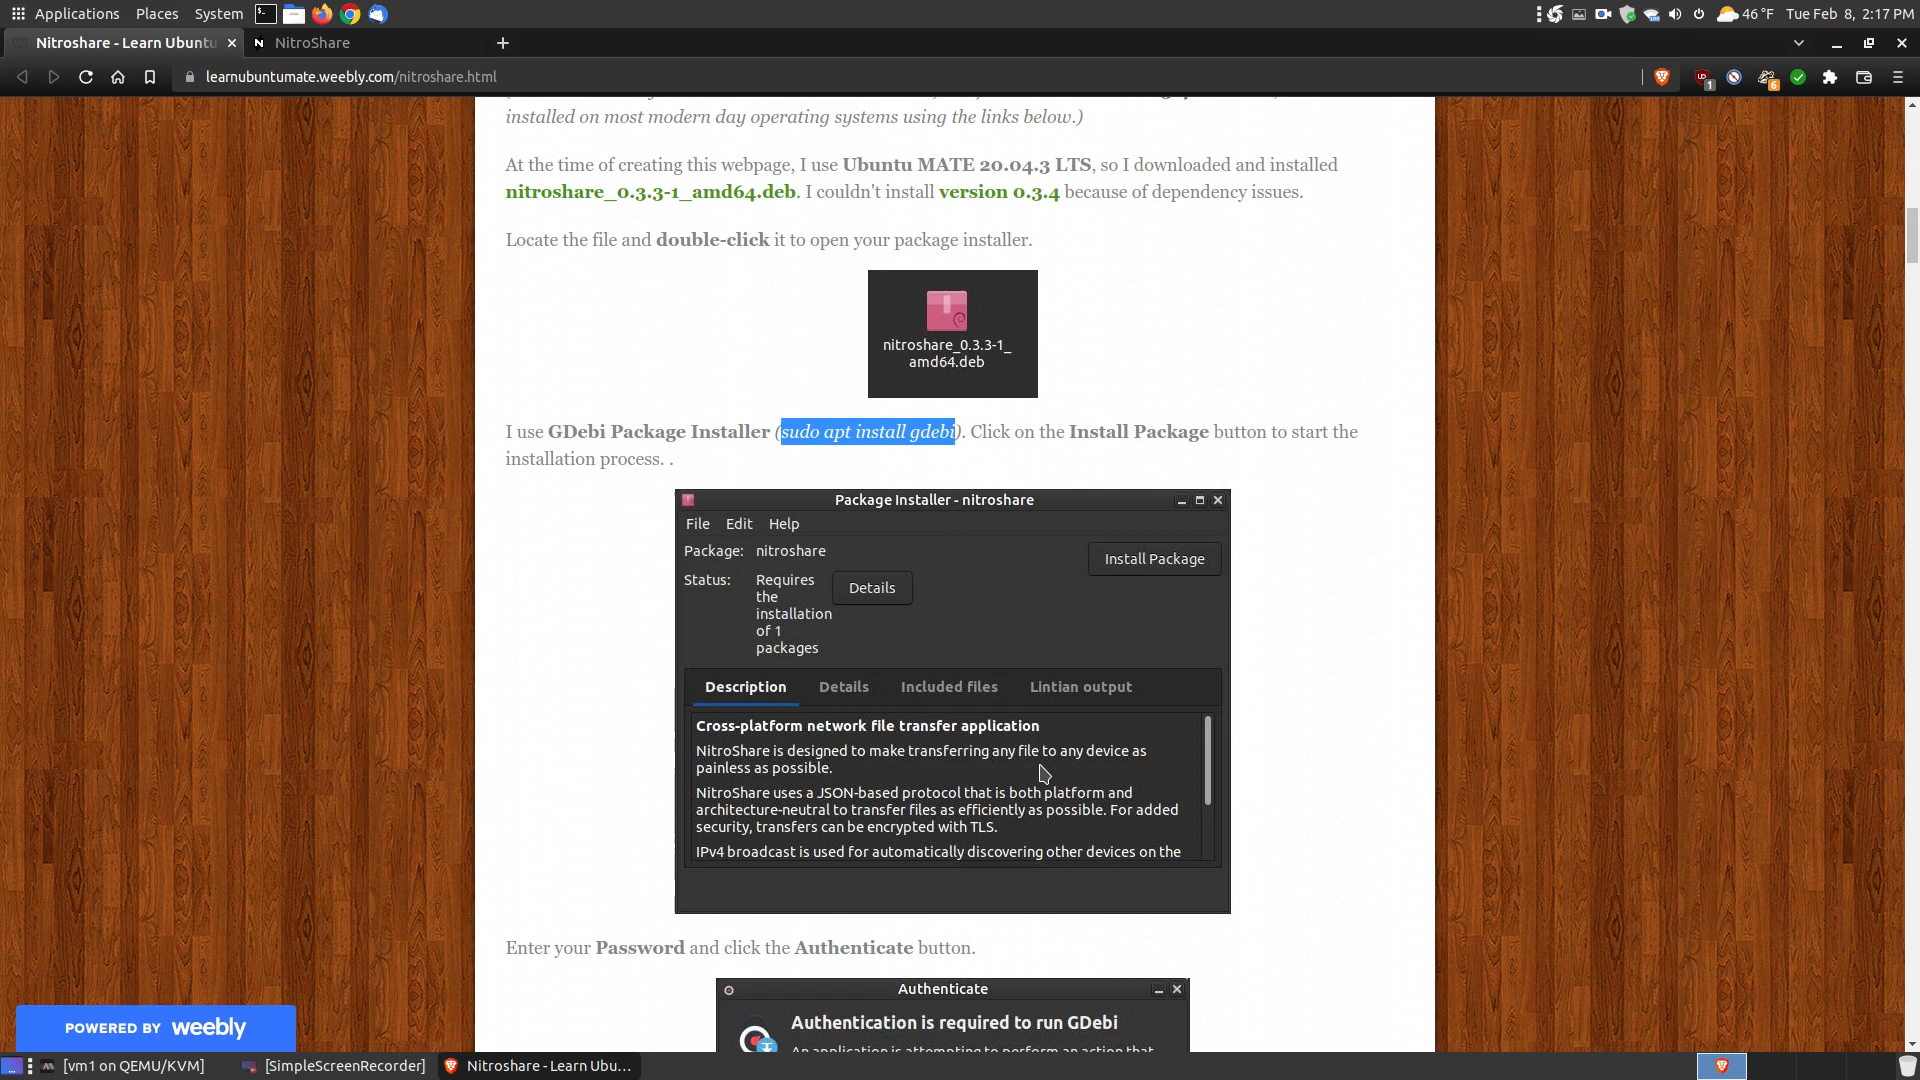 Applications Places System
46 °F Tue Feb 8, 2:17 PM
Nitroshare - Learn Ubuntu
NitroShare
learnubuntumate.weebly.com/nitroshare.html
1
6
installed on most modern day operating systems using the links below.)
At the time of creating this webpage, I use Ubuntu MATE 20.04.3 LTS, so I downloaded and installed
nitroshare_0.3.3-1_amd64.deb. I couldn't install version 0.3.4 because of dependency issues.
Locate the file and double-click it to open your package installer.
nitroshare_0.3.3-1_
amd64.deb
I use GDebi Package Installer (sudo apt install gdebi). Click on the Install Package button to start the
installation process. .
Package Installer - nitroshare
File Edit Help
Package: nitroshare
Install Package
Status: Requires
the
installation
of 1
packages
Details
Description Details Included files Lintian output
Cross-platform network file transfer application
NitroShare is designed to make transferring any file to any device as
painless as possible.
NitroShare uses a JSON-based protocol that is both platform and
architecture-neutral to transfer files as efficiently as possible. For added
security, transfers can be encrypted with TLS.
IPv4 broadcast is used for automatically discovering other devices on the
Enter your Password and click the Authenticate button.
Authenticate
Authentication is required to run GDebi
An application is attempting to perform an action that
POWERED BY weebly
[vm1 on QEMU/KVM]
[SimpleScreenRecorder]
Nitroshare - Learn Ubu...